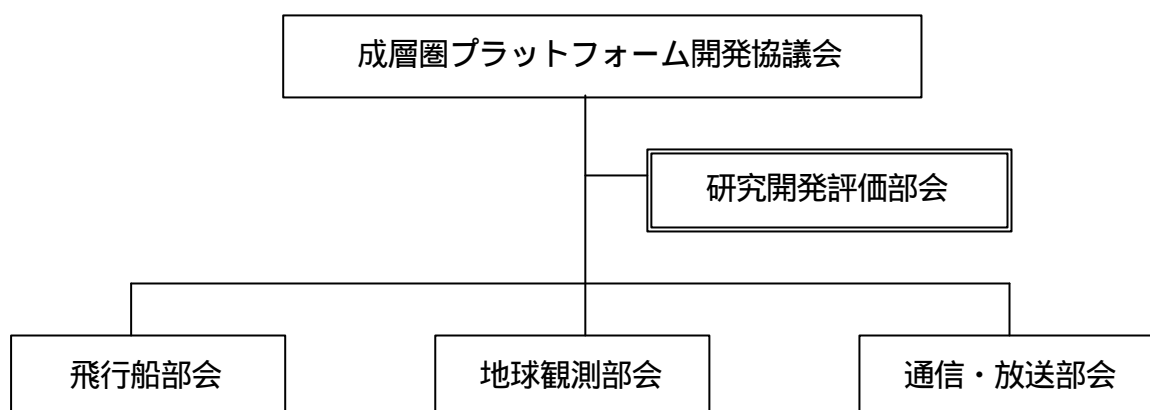 成層圏プラットフォーム開発協議会
研究開発評価部会
飛行船部会
地球観測部会
通信・放送部会